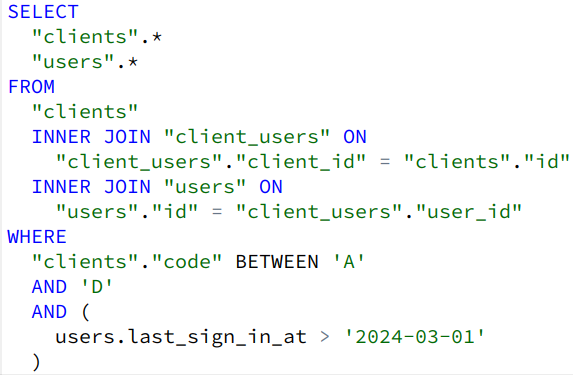 SELECT
  "clients".*
  "users".*
FROM
  "clients"
  INNER JOIN "client_users" ON
    "client_users"."client_id" = "clients"."id"
  INNER JOIN "users" ON
    "users"."id" = "client_users"."user_id"
WHERE
  "clients"."code" BETWEEN 'A'
  AND 'D'
  AND (
    users.last_sign_in_at > '2024-03-01'
  )